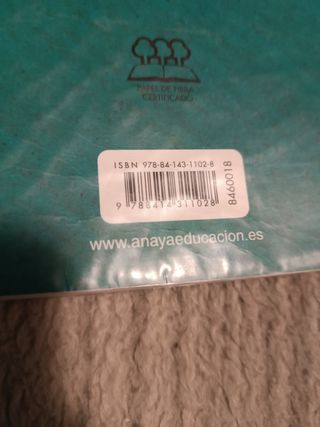 PAPEL DE FIBRA
CERTIFICADO
ISBN 978-84-143-1102-8
9 788414 311028
8460018
www.anayaeducacion.es